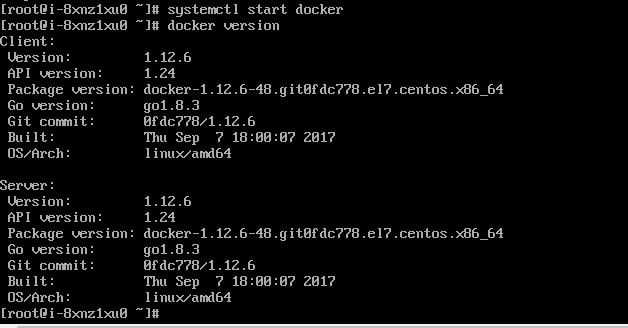 [root@i-8xnz1xu0 ~]# systemctl start docker
[root@i-8xnz1xu0 ~]# docker version
Client:
 Version:         1.12.6
 API version:     1.24
 Package version: docker-1.12.6-48.git0fdc778.el7.centos.x86_64
 Go version:      go1.8.3
 Git commit:      0fdc778/1.12.6
 Built:           Thu Sep  7 18:00:07 2017
 OS/Arch:         linux/amd64

Server:
 Version:         1.12.6
 API version:     1.24
 Package version: docker-1.12.6-48.git0fdc778.el7.centos.x86_64
 Go version:      go1.8.3
 Git commit:      0fdc778/1.12.6
 Built:           Thu Sep  7 18:00:07 2017
 OS/Arch:         linux/amd64
[root@i-8xnz1xu0 ~]#